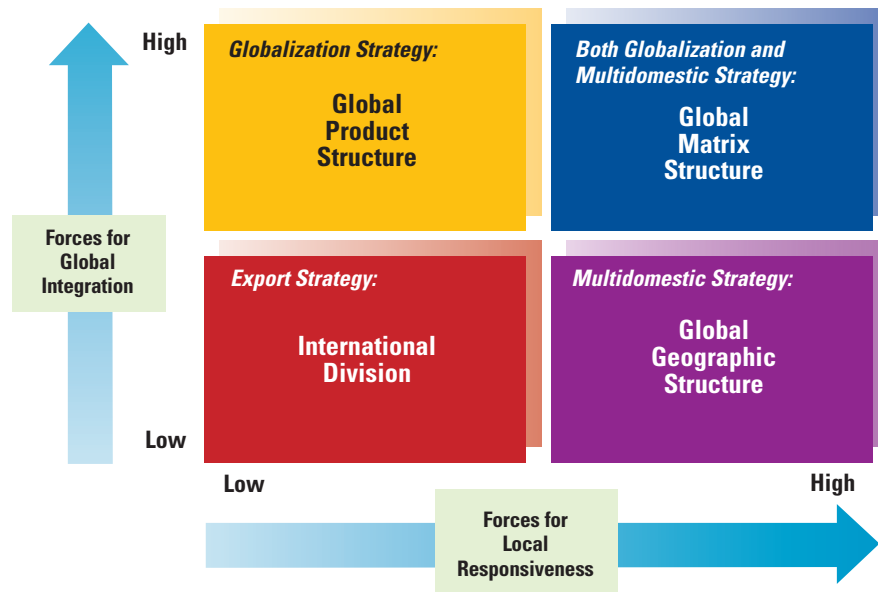 High
Globalization Strategy:
Global
Product
Structure
Both Globalization and
Multidomestic Strategy:
Global
Matrix
Structure
Forces for
Global
Integration
Export Strategy:
International
Division
Multidomestic Strategy:
Global
Geographic
Structure
Low
Low
High
Forces for
Local
Responsiveness